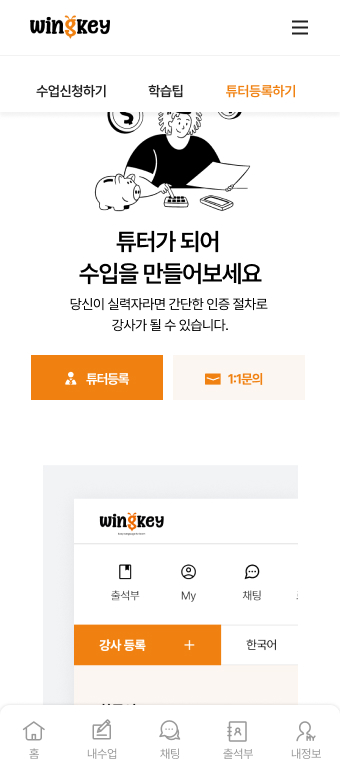 wingkey
수업신청하기 학습팁 튜터등록하기
튜터가 되어
수입을 만들어보세요
당신이 실력자라면 간단한 인증 절차로
강사가 될 수 있습니다.
튜터등록 1:1문의
wingkey
출석부 My 채팅
강사 등록 + 한국어
홈 내수업 채팅 출석부 내정보